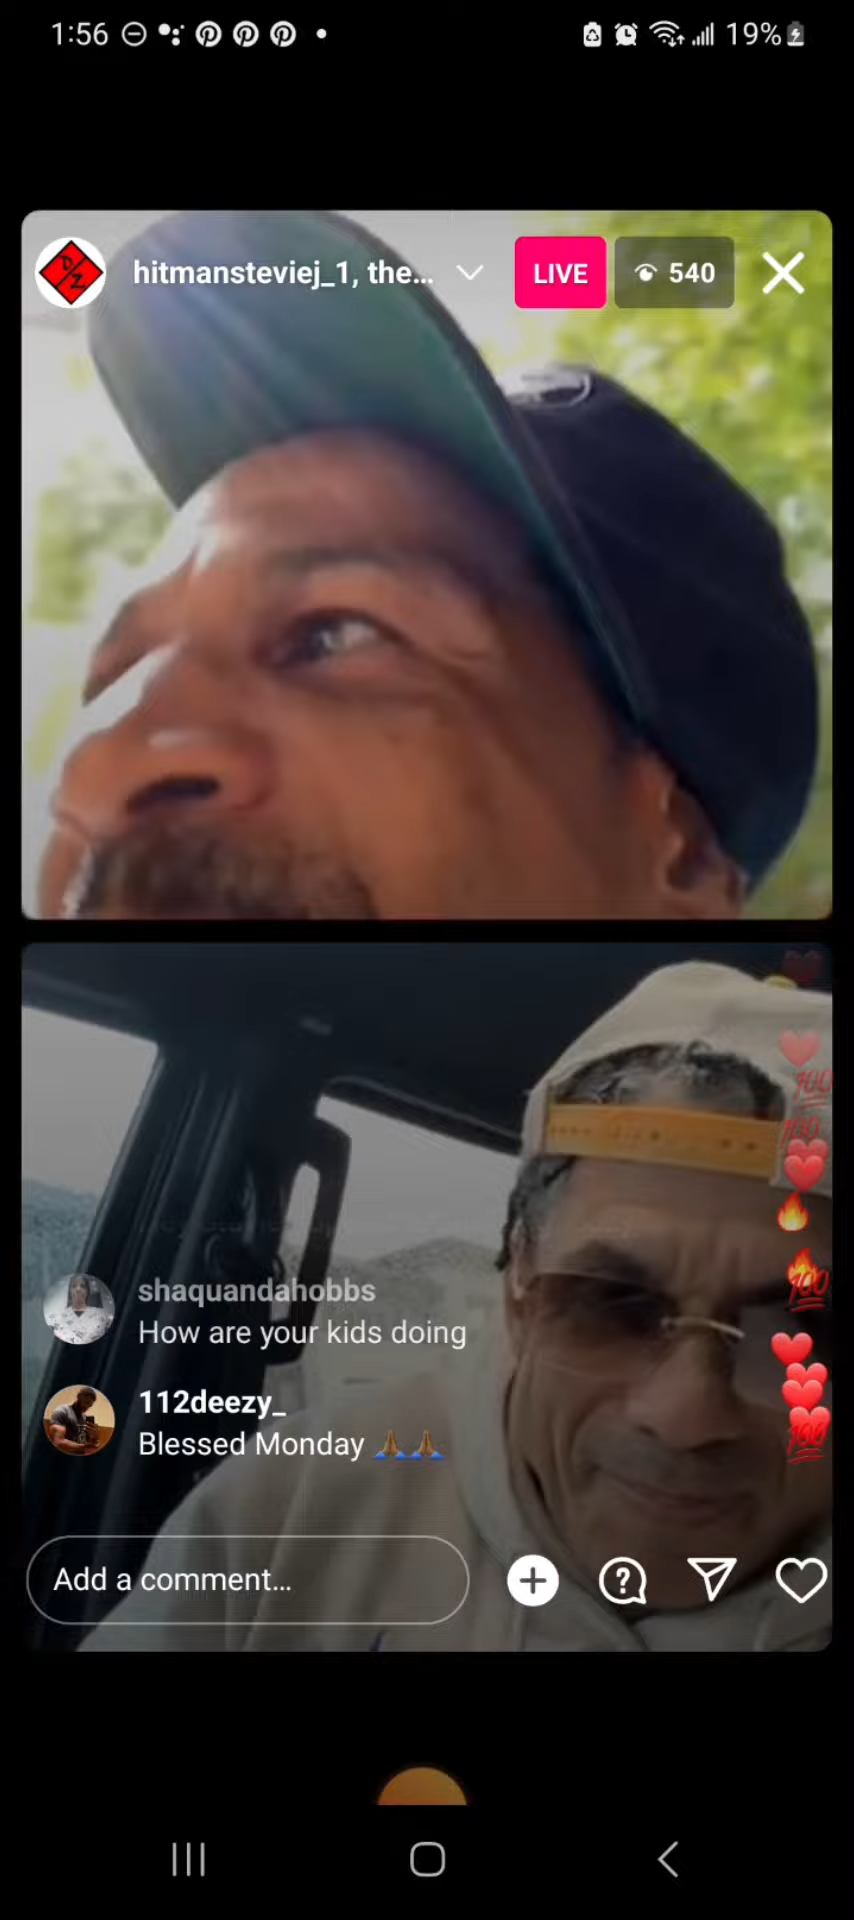 1:56
19%
D
Z
hitmansteviej_1, the...
LIVE
540
shaquandahobbs
How are your kids doing
112deezy_
Blessed Monday 🙏🏾🙏🏾
Add a comment...